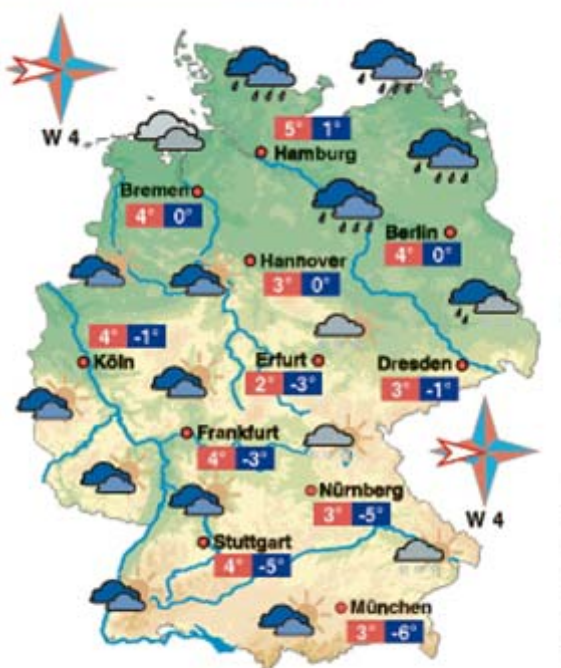 W 4
5° 1°
Hamburg
Bremen
4° 0°
Berlin
4° 0°
Hannover
3° 0°
4° -1°
Köln
Erfurt
2° -3°
Dresden
3° -1°
Frankfurt
4° -3°
Nürnberg
3° -5°
W 4
Stuttgart
4° -5°
München
3° -6°